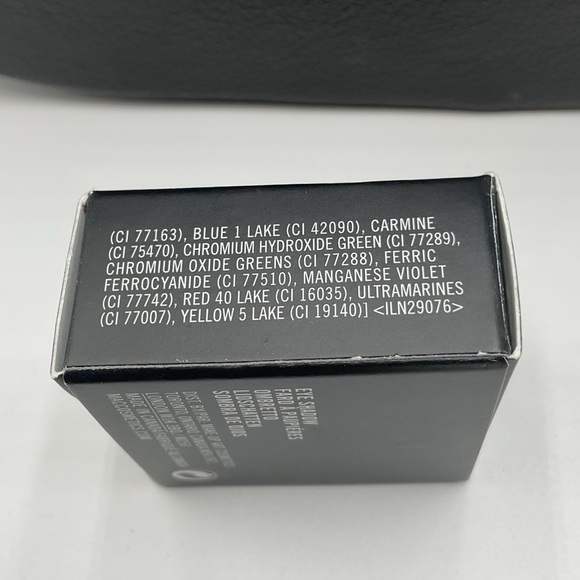 (CI 77163), BLUE 1 LAKE (CI 42090), CARMINE
(CI 75470), CHROMIUM HYDROXIDE GREEN (CI 77289),
CHROMIUM OXIDE GREENS (CI 77288), FERRIC
FERROCYANIDE (CI 77510), MANGANESE VIOLET
(CI 77742), RED 40 LAKE (CI 16035), ULTRAMARINES
(CI 77007), YELLOW 5 LAKE (CI 19140)] <ILN29076>
EYE SHADOW
FARD À PAUPIÈRES
OMBRETTO
LIDSCHATTEN
SOMBRA DE OJOS